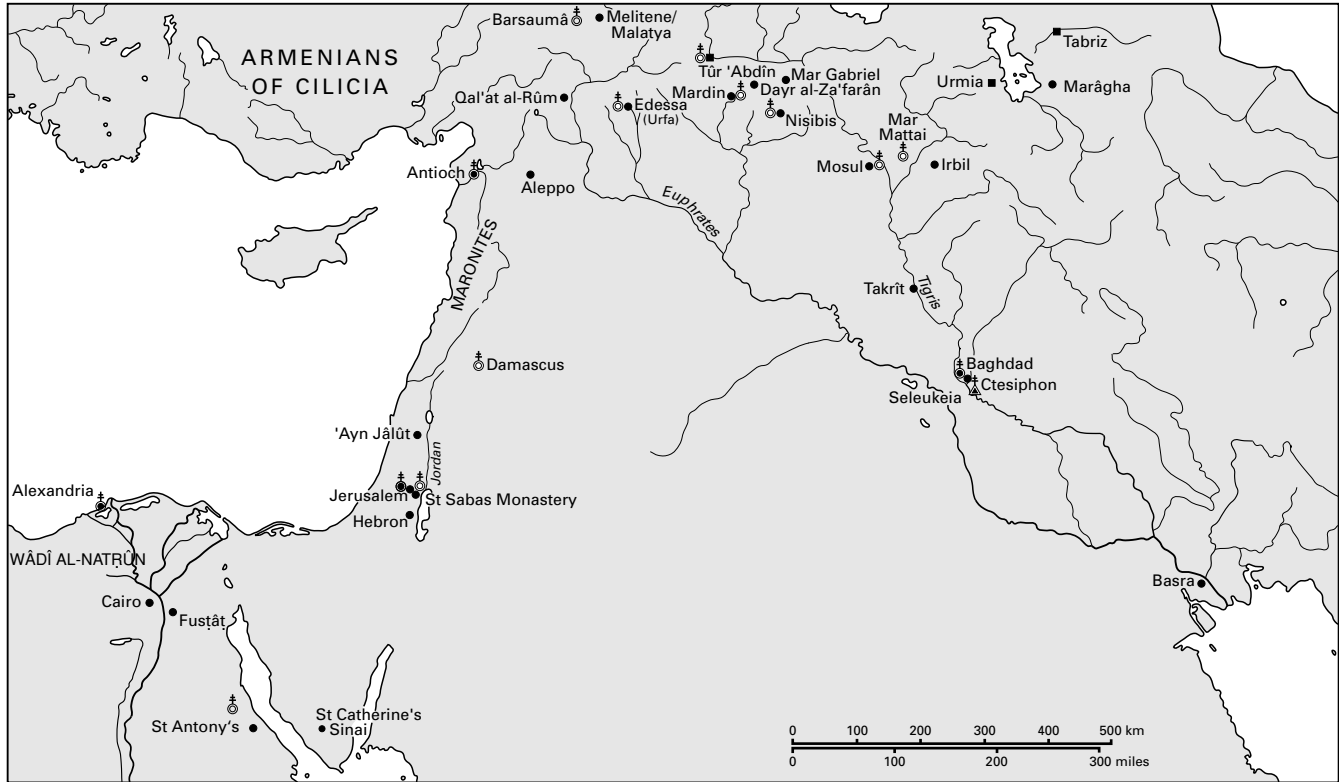 Barsaumâ
Melitene/
Malatya
Tabriz
ARMENIANS
OF CILICIA
Tûr 'Abdîn
Mar Gabriel
Urmia
Marâgha
Mardin
Dayr al-Za'farân
Qal'at al-Rûm
Edessa
(Urfa)
Nisibis
Mar
Mattai
Mosul
Irbil
Antioch
Aleppo
Euphrates
MARONITES
Takrît
Tigris
Damascus
Baghdad
Ctesiphon
Seleukeia
'Ayn Jâlût
Jordan
Alexandria
Jerusalem
St Sabas Monastery
Hebron
WÂDÎ AL-NAṬRÛN
Cairo
Fusṭâṭ
Basra
St Antony's
St Catherine's
Sinai
0 100 200 300 400 500 km
0 100 200 300 miles